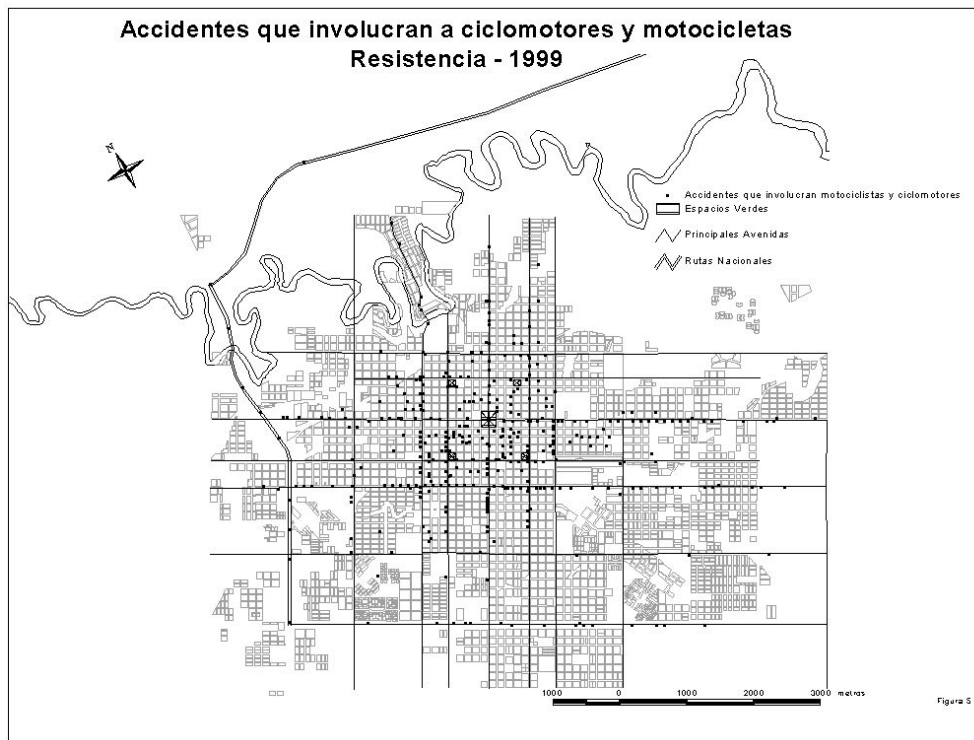 Accidentes que involucran a ciclomotores y motocicletas
Resistencia - 1999
N
Accidentes que involucran motociclistas y ciclomotores
Espacios Verdes
Principales Avenidas
Rutas Nacionales
1000 0 1000 2000 3000 metros
Figura 5